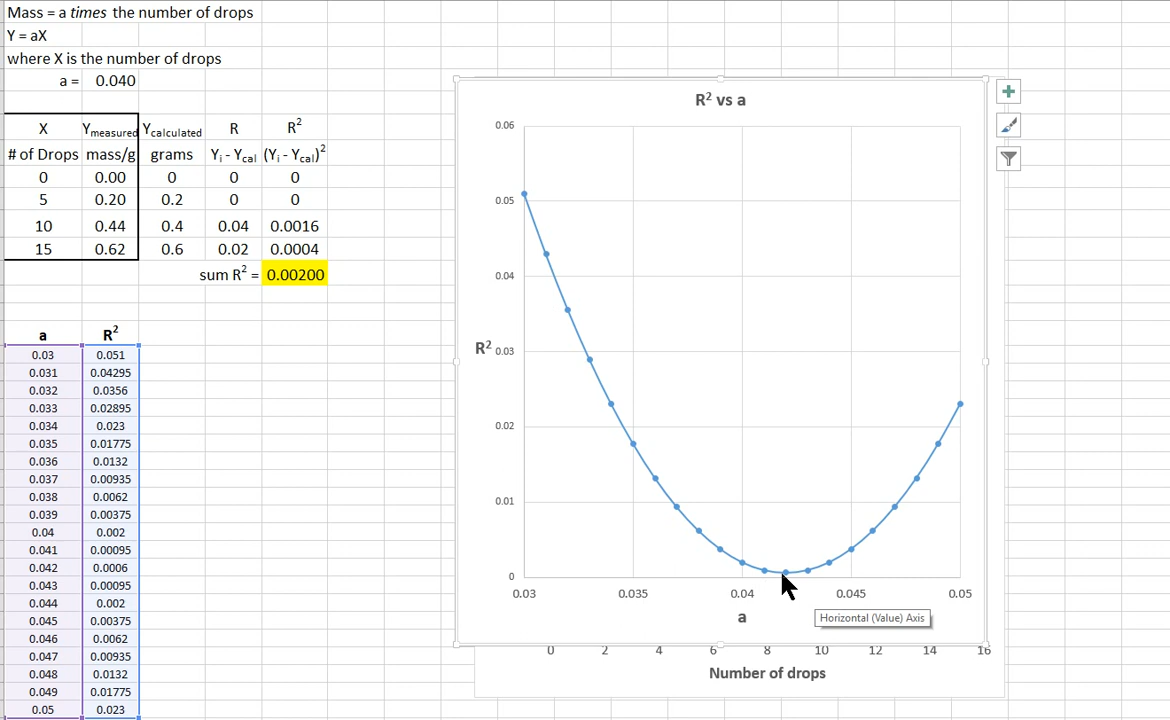 Mass = a times the number of drops
Y = aX
where X is the number of drops
a = 0.040
X Ymeasured Ycalculated R R²
# of Drops mass/g grams Yi - Ycal (Yi - Ycal)²
0 0.00 0 0 0
5 0.20 0.2 0 0
10 0.44 0.4 0.04 0.0016
15 0.62 0.6 0.02 0.0004
sum R² = 0.00200
a R²
0.03 0.051
0.031 0.04295
0.032 0.0356
0.033 0.02895
0.034 0.023
0.035 0.01775
0.036 0.0132
0.037 0.00935
0.038 0.0062
0.039 0.00375
0.04 0.002
0.041 0.00095
0.042 0.0006
0.043 0.00095
0.044 0.002
0.045 0.00375
0.046 0.0062
0.047 0.00935
0.048 0.0132
0.049 0.01775
0.05 0.023
R² vs a
0.06
0.05
0.04
R² 0.03
0.02
0.01
0
0.03 0.035 0.04 0.045 0.05
a
Horizontal (Value) Axis
0 2 4 6 8 10 12 14 16
Number of drops